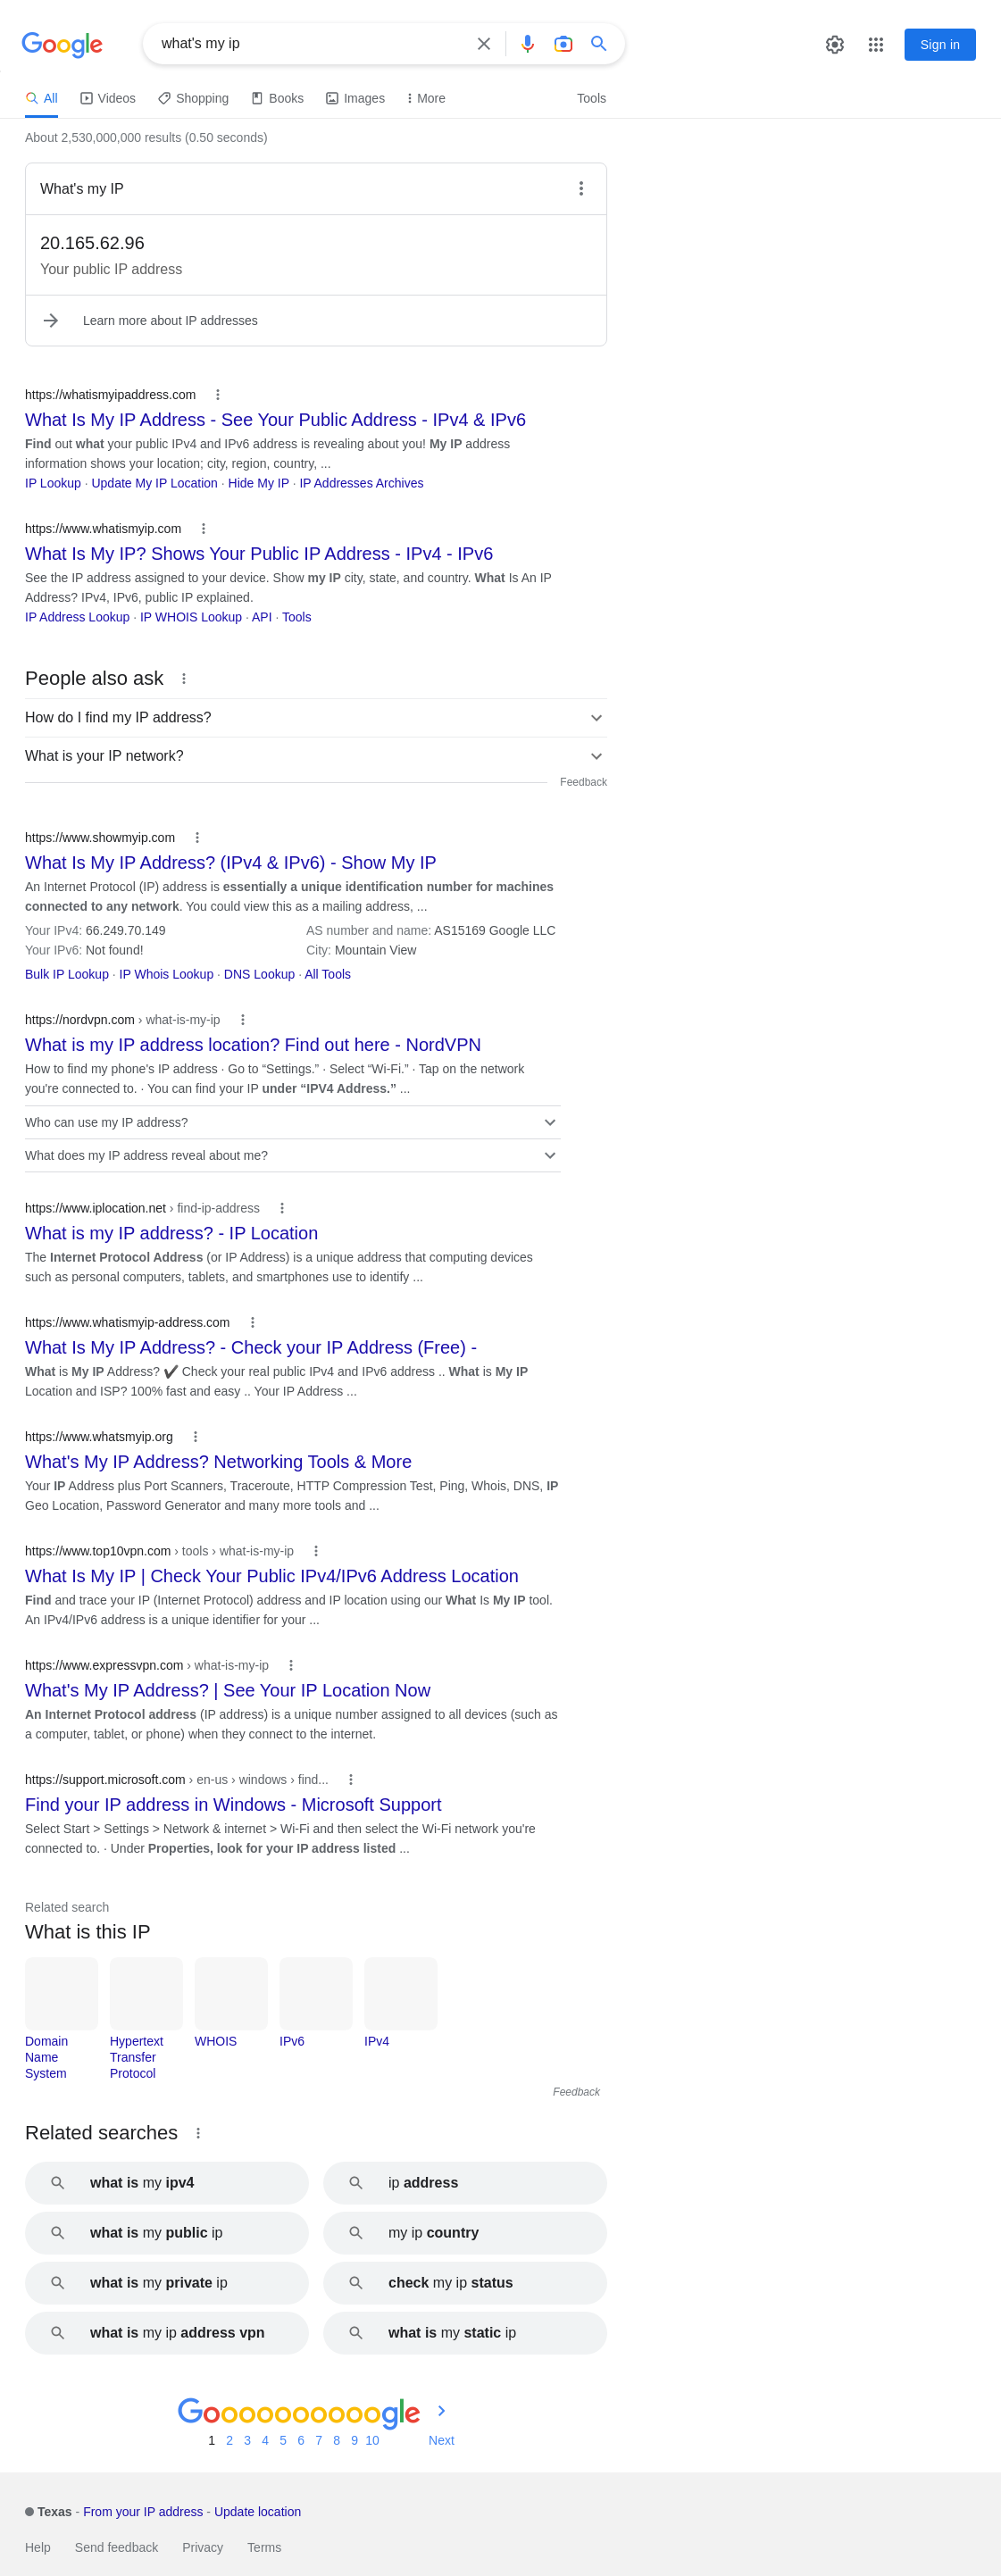 Google
what's my ip
Sign in
All Videos Shopping Books Images More Tools
About 2,530,000,000 results (0.50 seconds)
What's my IP
20.165.62.96
Your public IP address
Learn more about IP addresses
https://whatismyipaddress.com
What Is My IP Address - See Your Public Address - IPv4 & IPv6
Find out what your public IPv4 and IPv6 address is revealing about you! My IP address
information shows your location; city, region, country, ...
IP Lookup · Update My IP Location · Hide My IP · IP Addresses Archives
https://www.whatismyip.com
What Is My IP? Shows Your Public IP Address - IPv4 - IPv6
See the IP address assigned to your device. Show my IP city, state, and country. What Is An IP
Address? IPv4, IPv6, public IP explained.
IP Address Lookup · IP WHOIS Lookup · API · Tools
People also ask
How do I find my IP address?
What is your IP network?
Feedback
https://www.showmyip.com
What Is My IP Address? (IPv4 & IPv6) - Show My IP
An Internet Protocol (IP) address is essentially a unique identification number for machines
connected to any network. You could view this as a mailing address, ...
Your IPv4: 66.249.70.149 AS number and name: AS15169 Google LLC
Your IPv6: Not found! City: Mountain View
Bulk IP Lookup · IP Whois Lookup · DNS Lookup · All Tools
https://nordvpn.com › what-is-my-ip
What is my IP address location? Find out here - NordVPN
How to find my phone's IP address · Go to “Settings.” · Select “Wi-Fi.” · Tap on the network
you're connected to. · You can find your IP under “IPV4 Address.” ...
Who can use my IP address?
What does my IP address reveal about me?
https://www.iplocation.net › find-ip-address
What is my IP address? - IP Location
The Internet Protocol Address (or IP Address) is a unique address that computing devices
such as personal computers, tablets, and smartphones use to identify ...
https://www.whatismyip-address.com
What Is My IP Address? - Check your IP Address (Free) -
What is My IP Address? ✔️ Check your real public IPv4 and IPv6 address .. What is My IP
Location and ISP? 100% fast and easy .. Your IP Address ...
https://www.whatsmyip.org
What's My IP Address? Networking Tools & More
Your IP Address plus Port Scanners, Traceroute, HTTP Compression Test, Ping, Whois, DNS, IP
Geo Location, Password Generator and many more tools and ...
https://www.top10vpn.com › tools › what-is-my-ip
What Is My IP | Check Your Public IPv4/IPv6 Address Location
Find and trace your IP (Internet Protocol) address and IP location using our What Is My IP tool.
An IPv4/IPv6 address is a unique identifier for your ...
https://www.expressvpn.com › what-is-my-ip
What's My IP Address? | See Your IP Location Now
An Internet Protocol address (IP address) is a unique number assigned to all devices (such as
a computer, tablet, or phone) when they connect to the internet.
https://support.microsoft.com › en-us › windows › find...
Find your IP address in Windows - Microsoft Support
Select Start > Settings > Network & internet > Wi-Fi and then select the Wi-Fi network you're
connected to. · Under Properties, look for your IP address listed ...
Related search
What is this IP
Domain Hypertext WHOIS IPv6 IPv4
Name Transfer
System Protocol
Feedback
Related searches
what is my ipv4 ip address
what is my public ip my ip country
what is my private ip check my ip status
what is my ip address vpn what is my static ip
Goooooooooogle
1 2 3 4 5 6 7 8 9 10 Next
Texas - From your IP address - Update location
Help Send feedback Privacy Terms